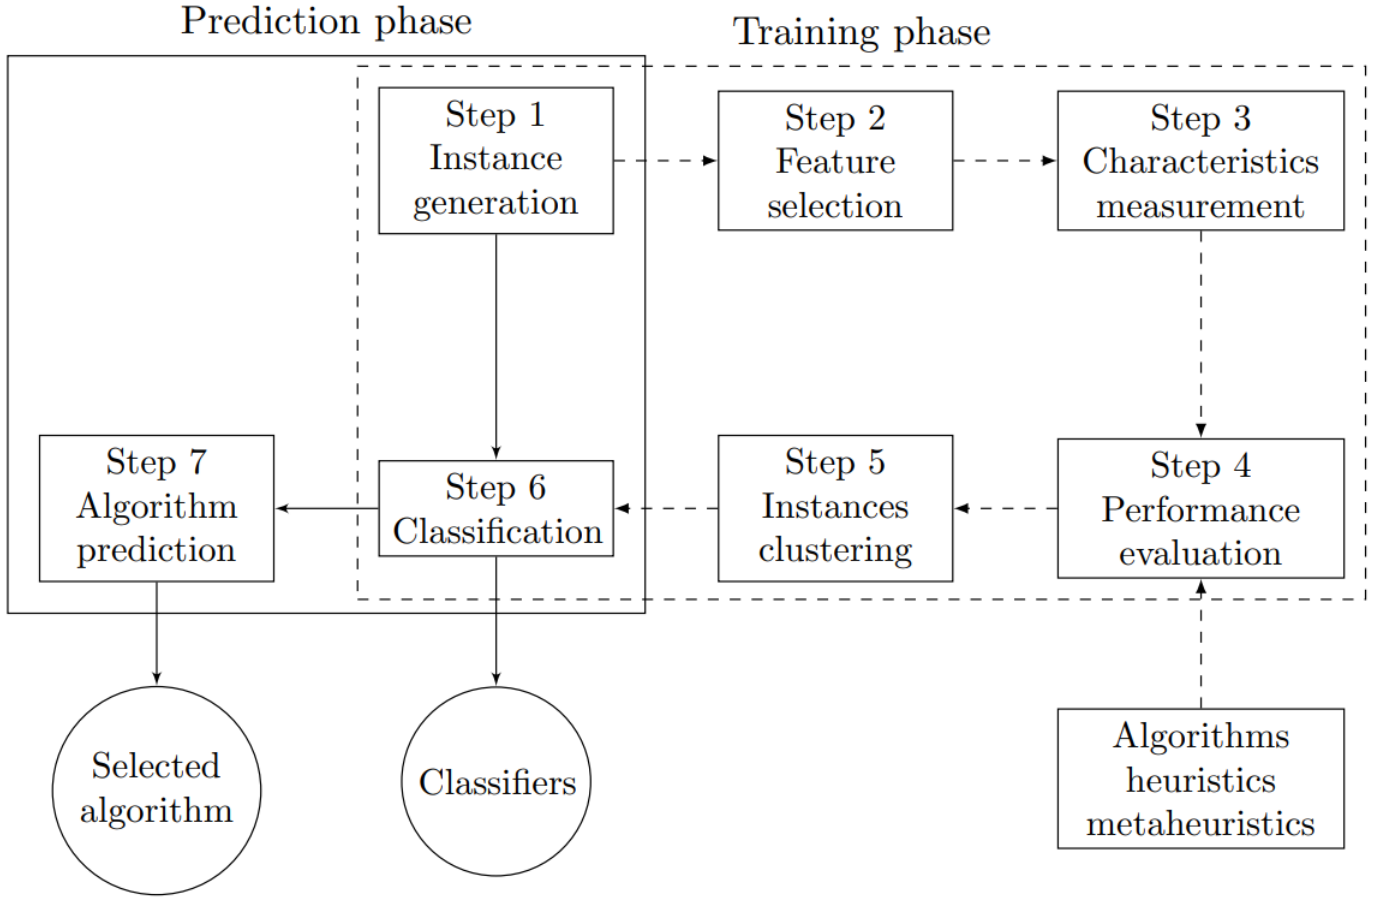 Prediction phase
Training phase
Step 1
Instance
generation
Step 2
Feature
selection
Step 3
Characteristics
measurement
Step 7
Algorithm
prediction
Step 6
Classification
Step 5
Instances
clustering
Step 4
Performance
evaluation
Selected
algorithm
Classifiers
Algorithms
heuristics
metaheuristics